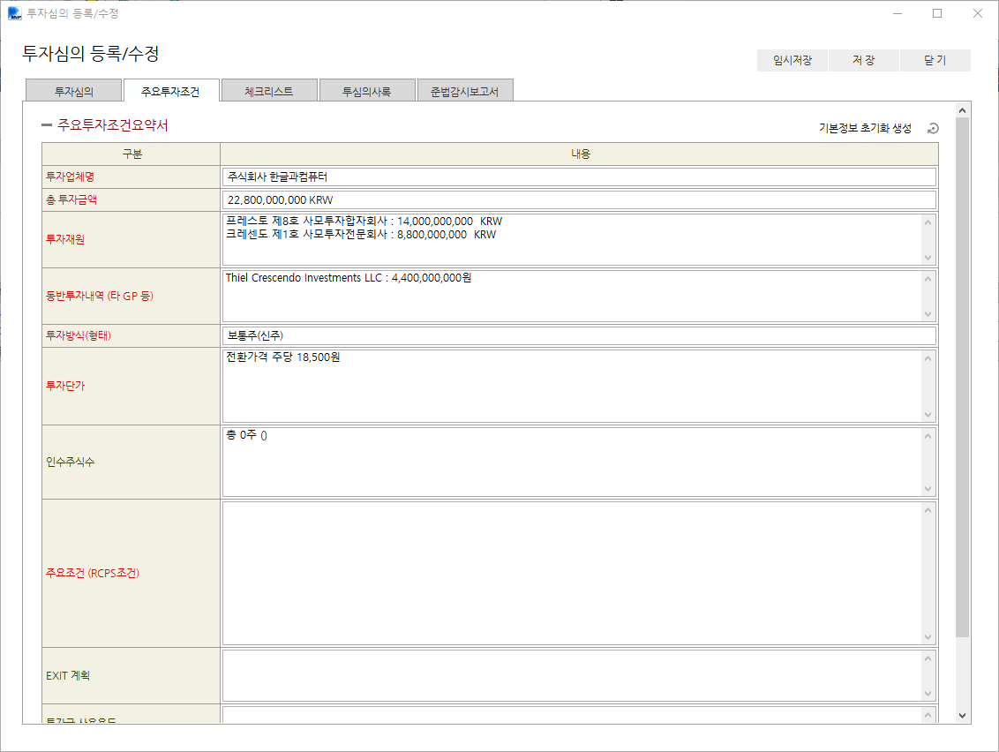 투자심의 등록/수정
투자심의 등록/수정
임시저장 저 장 닫 기
투자심의 주요투자조건 체크리스트 투심의사록 준법감시보고서
주요투자조건요약서
기본정보 초기화 생성
구분 내용
투자업체명 주식회사 한글과컴퓨터
총 투자금액 22,800,000,000 KRW
투자재원
프레스토 제8호 사모투자합자회사 : 14,000,000,000 KRW
크레센도 제1호 사모투자전문회사 : 8,800,000,000 KRW
동반투자내역 (타 GP 등)
Thiel Crescendo Investments LLC : 4,400,000,000원
투자방식(형태) 보통주(신주)
투자단가
전환가격 주당 18,500원
인수주식수
총 0주 ()
주요조건 (RCPS조건)
EXIT 계획
투자금 사용용도